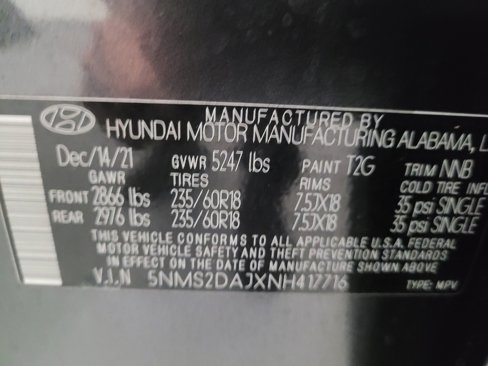 MANUFACTURED BY
HYUNDAI MOTOR MANUFACTURING ALABAMA, L
Dec/14/21 GVWR 5247 lbs PAINT T2G TRIM NNB
GAWR TIRES RIMS COLD TIRE INFL
FRONT 2866 lbs 235/60R18 7.5JX18 35 psi SINGLE
REAR 2976 lbs 235/60R18 7.5JX18 35 psi SINGLE
THIS VEHICLE CONFORMS TO ALL APPLICABLE U.S.A. FEDERAL
MOTOR VEHICLE SAFETY AND THEFT PREVENTION STANDARDS
IN EFFECT ON THE DATE OF MANUFACTURE SHOWN ABOVE
V.I.N 5NMS2DAJXNH417716 TYPE: MPV